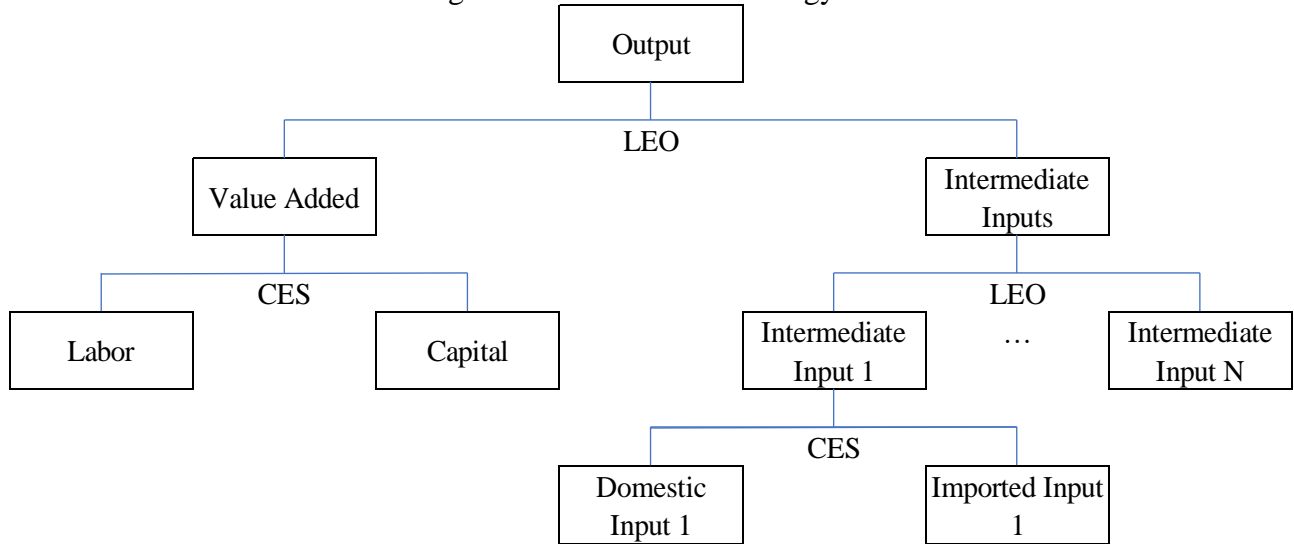 Output
LEO
Value Added
Intermediate
Inputs
CES
LEO
Labor
Capital
Intermediate
Input 1
…
Intermediate
Input N
CES
Domestic
Input 1
Imported Input
1